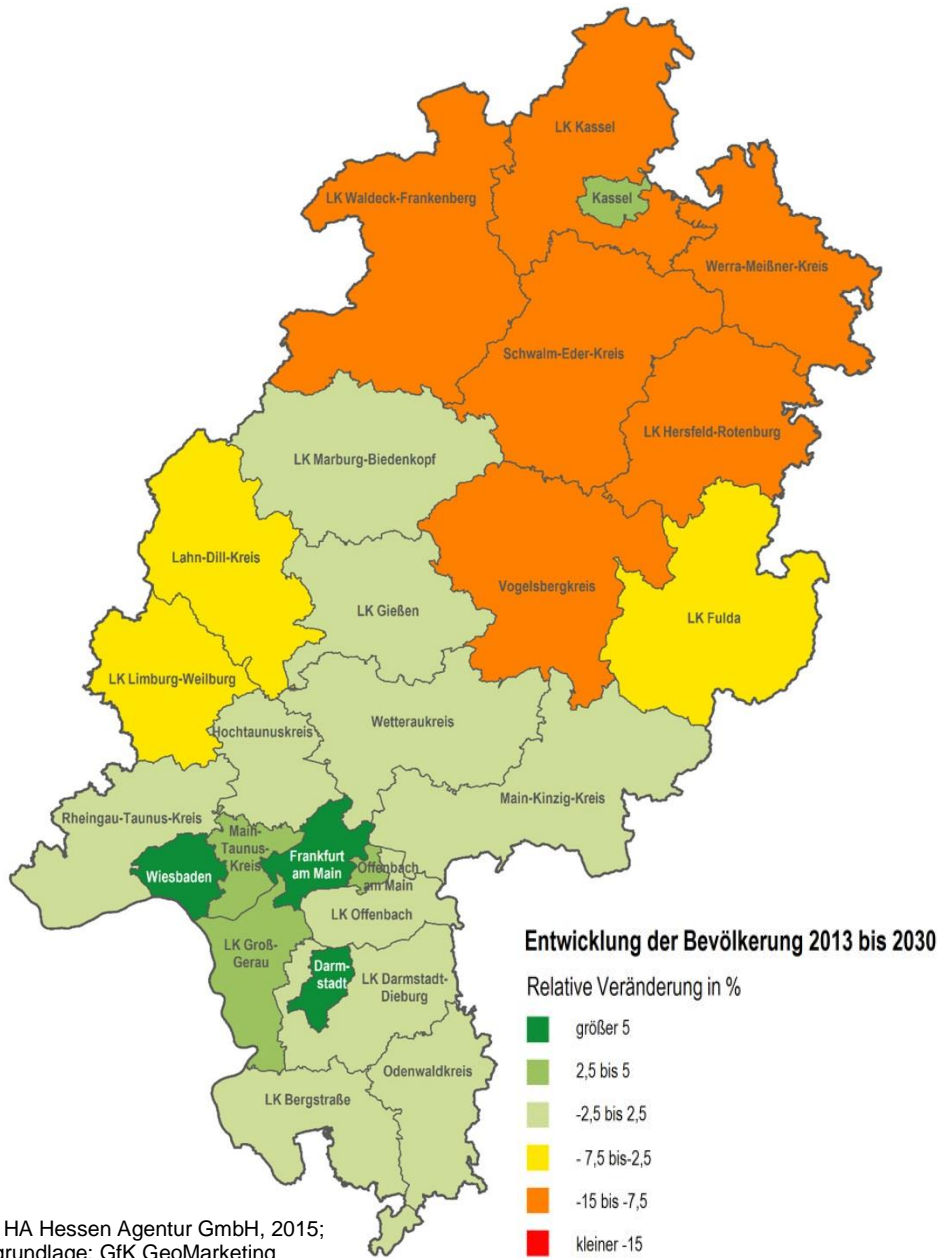 LK Kassel
Kassel
LK Waldeck-Frankenberg
Werra-Meißner-Kreis
Schwalm-Eder-Kreis
LK Hersfeld-Rotenburg
LK Marburg-Biedenkopf
Lahn-Dill-Kreis
Vogelsbergkreis
LK Gießen
LK Fulda
LK Limburg-Weilburg
Wetteraukreis
Hochtaunuskreis
Main-Kinzig-Kreis
Rheingau-Taunus-Kreis
Main-
Taunus-
Kreis
Frankfurt
am Main
Wiesbaden
Offenbach
am Main
LK Offenbach
LK Groß-
Gerau
Darm-
stadt
LK Darmstadt-
Dieburg
Odenwaldkreis
LK Bergstraße
Entwicklung der Bevölkerung 2013 bis 2030
Relative Veränderung in %
größer 5
2,5 bis 5
-2,5 bis 2,5
- 7,5 bis-2,5
-15 bis -7,5
kleiner -15
HA Hessen Agentur GmbH, 2015;
grundlage: GfK GeoMarketing